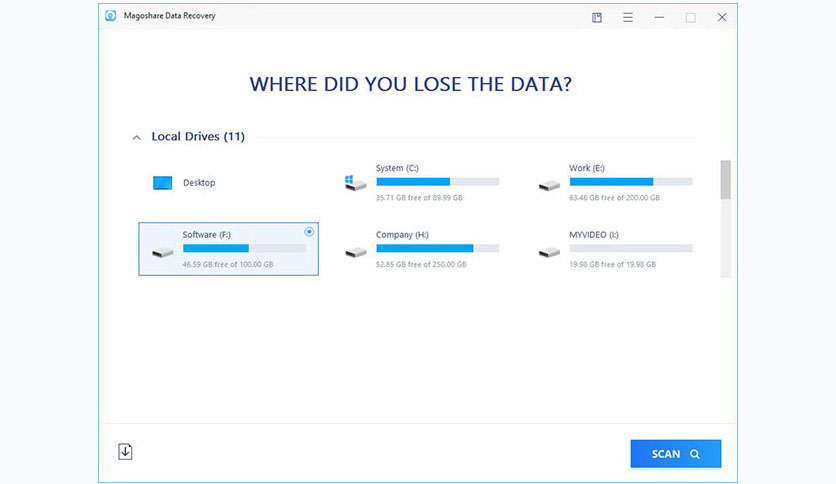 Magoshare Data Recovery
WHERE DID YOU LOSE THE DATA?
Local Drives (11)
Desktop
System (C:)
35.71 GB free of 89.99 GB
Work (E:)
63.46 GB free of 200.00 GB
Software (F:)
46.59 GB free of 100.00 GB
Company (H:)
52.85 GB free of 250.00 GB
MYVIDEO (I:)
19.98 GB free of 19.98 GB
SCAN